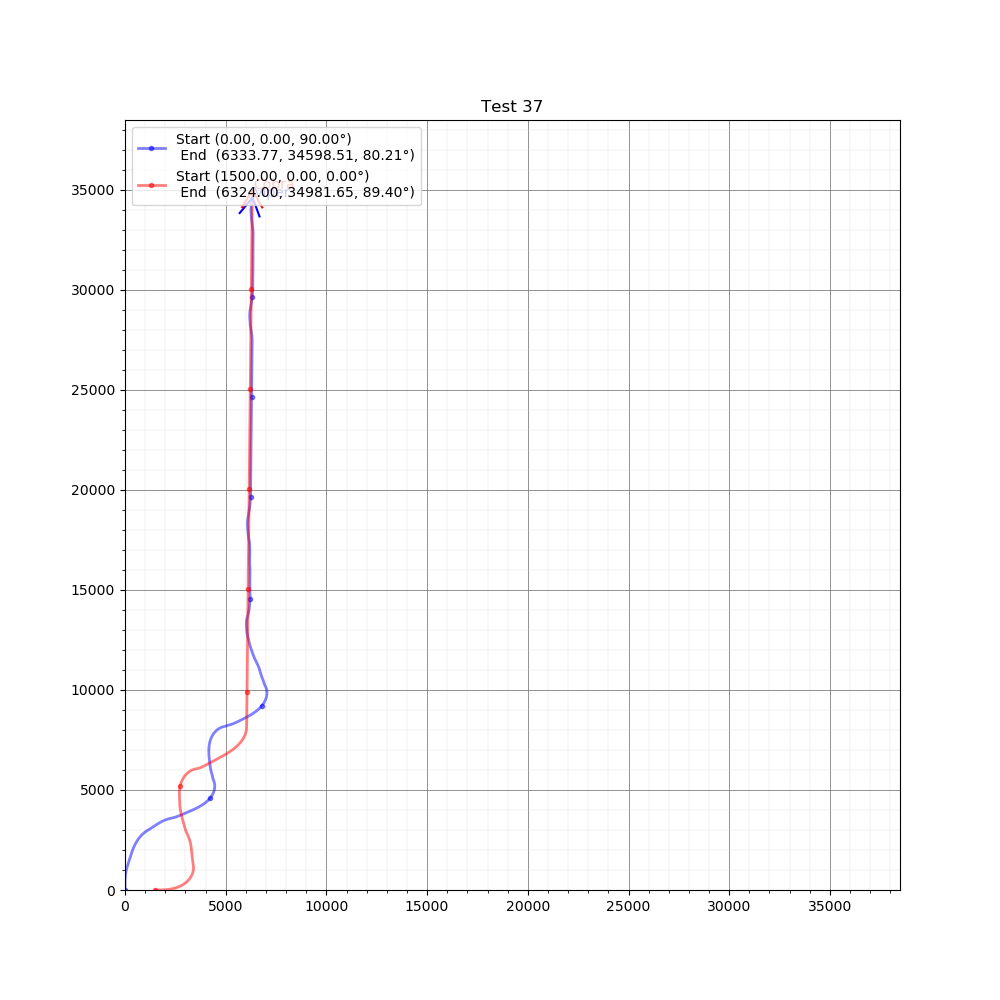 Test 37
Start (0.00, 0.00, 90.00°)
End (6333.77, 34598.51, 80.21°)
Start (1500.00, 0.00, 0.00°)
End (6324.00, 34981.65, 89.40°)
35000
30000
25000
20000
15000
10000
5000
0
0 5000 10000 15000 20000 25000 30000 35000